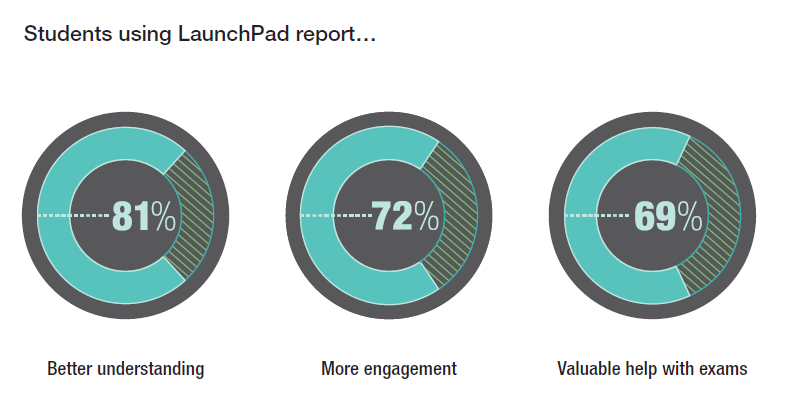 Students using LaunchPad report…
81%
72%
69%
Better understanding
More engagement
Valuable help with exams